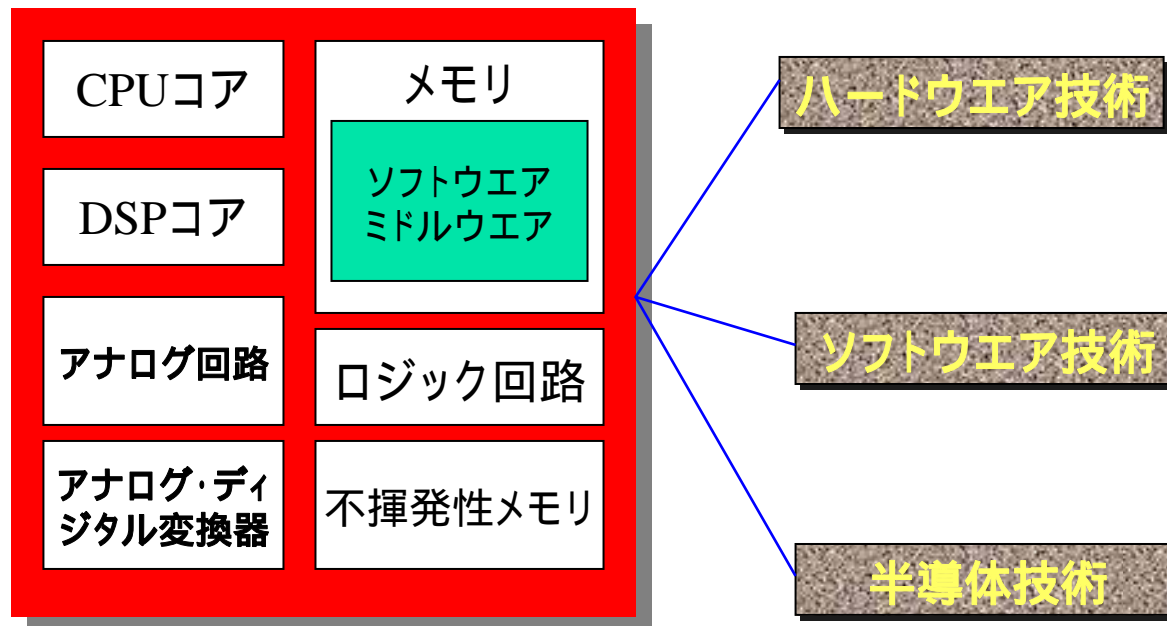 CPUコア
DSPコア
アナログ回路
アナログ・ディ
ジタル変換器
メモリ
ソフトウエア
ミドルウエア
ロジック回路
不揮発性メモリ
ハードウエア技術
ソフトウエア技術
半導体技術